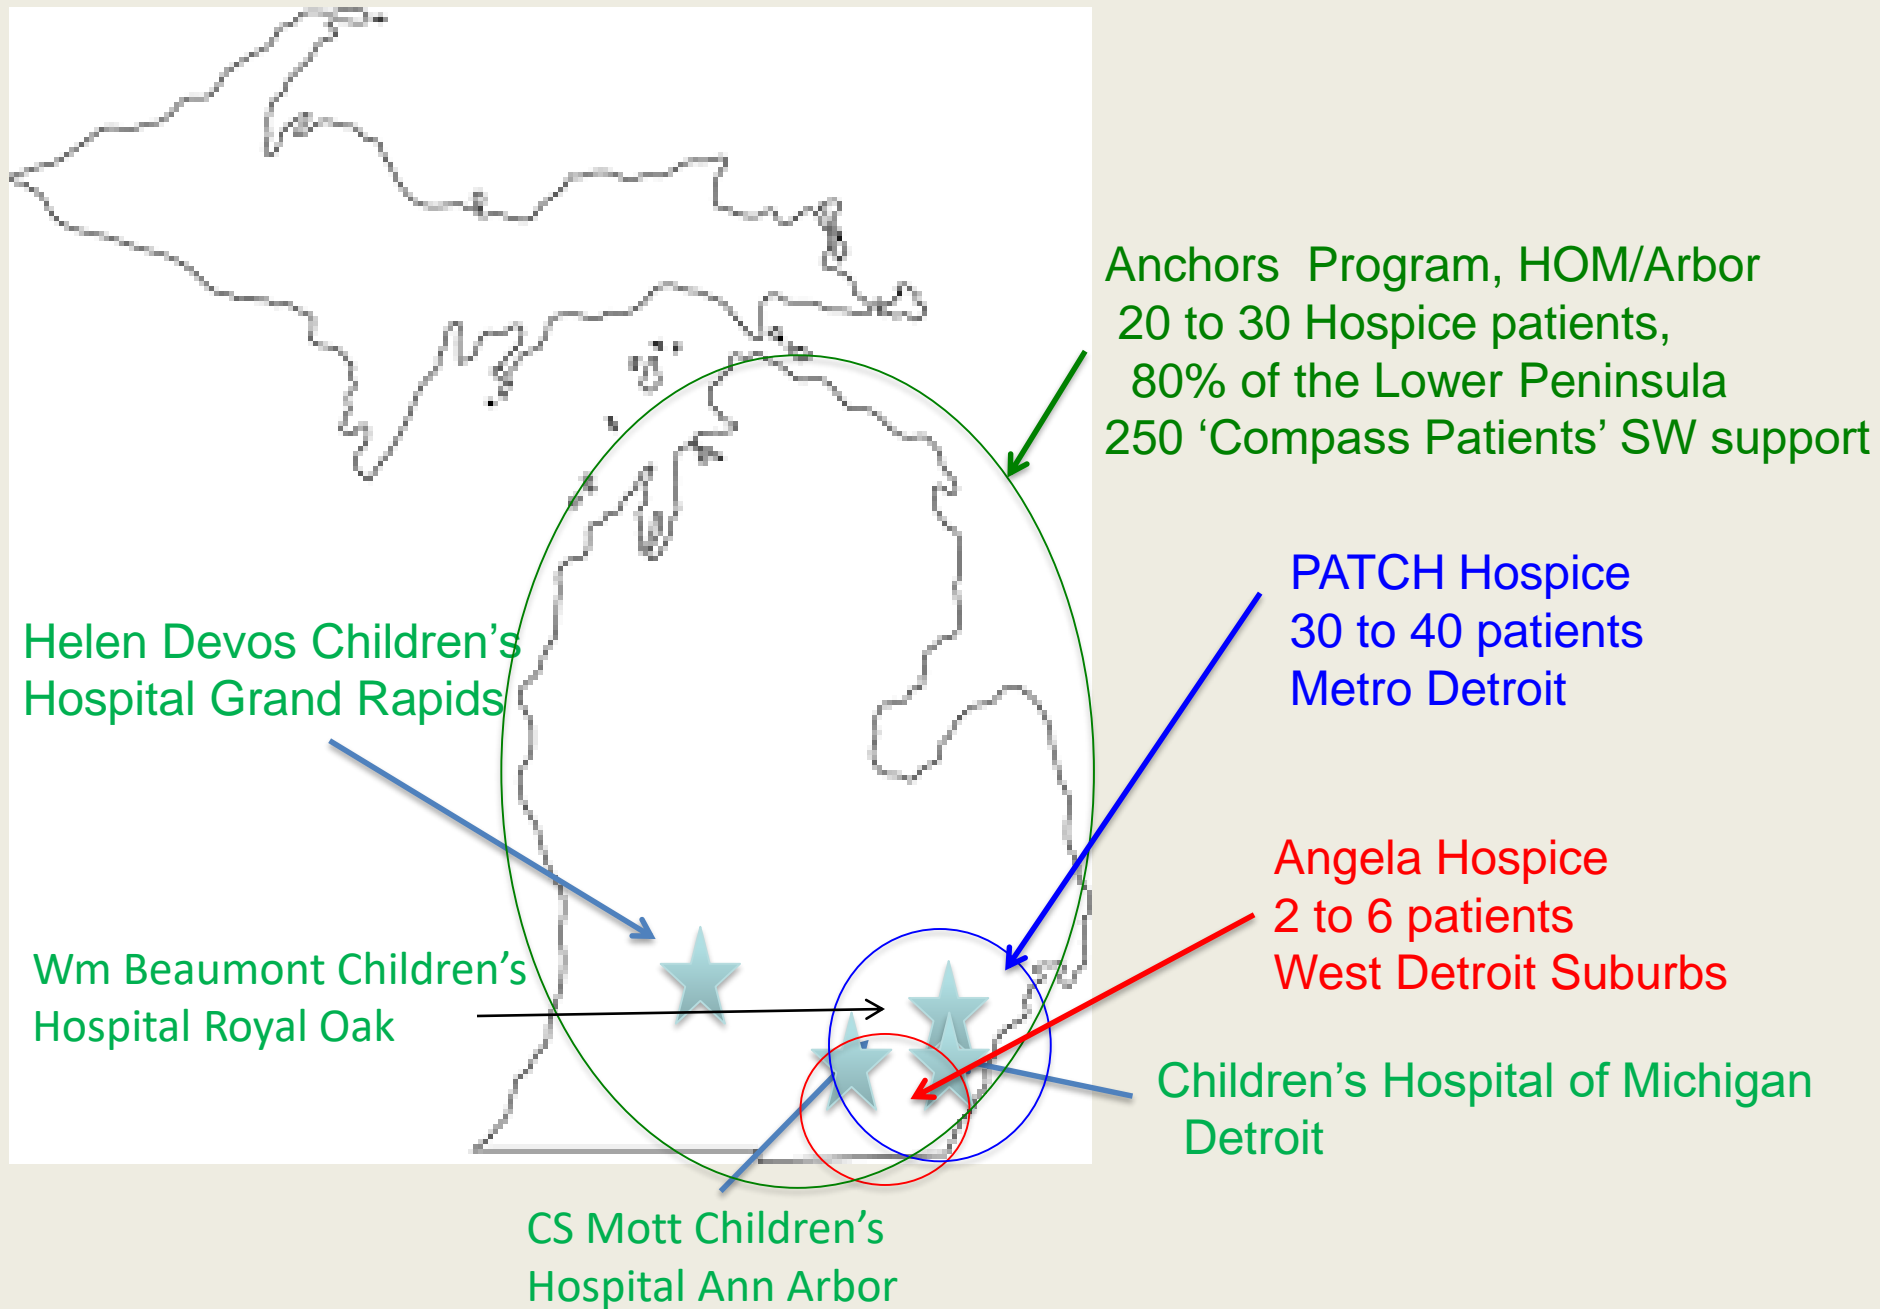 Anchors Program, HOM/Arbor
20 to 30 Hospice patients,
80% of the Lower Peninsula
250 ‘Compass Patients’ SW support
PATCH Hospice
30 to 40 patients
Metro Detroit
Helen Devos Children’s
Hospital Grand Rapids
Angela Hospice
2 to 6 patients
West Detroit Suburbs
Wm Beaumont Children’s
Hospital Royal Oak
Children’s Hospital of Michigan
Detroit
CS Mott Children’s
Hospital Ann Arbor